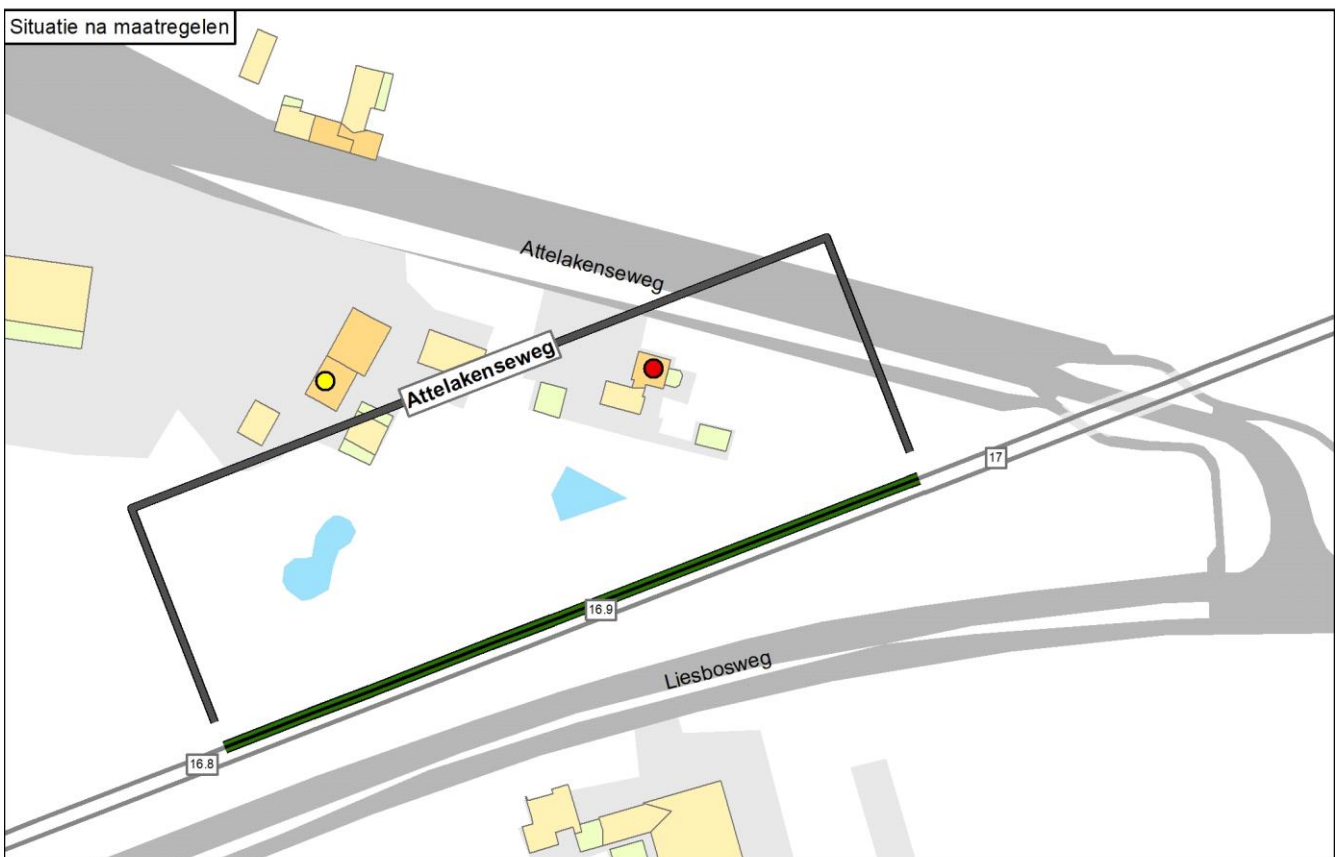 Situatie na maatregelen
Attelakenseweg
Attelakenseweg
17
16.9
Liesbosweg
16.8